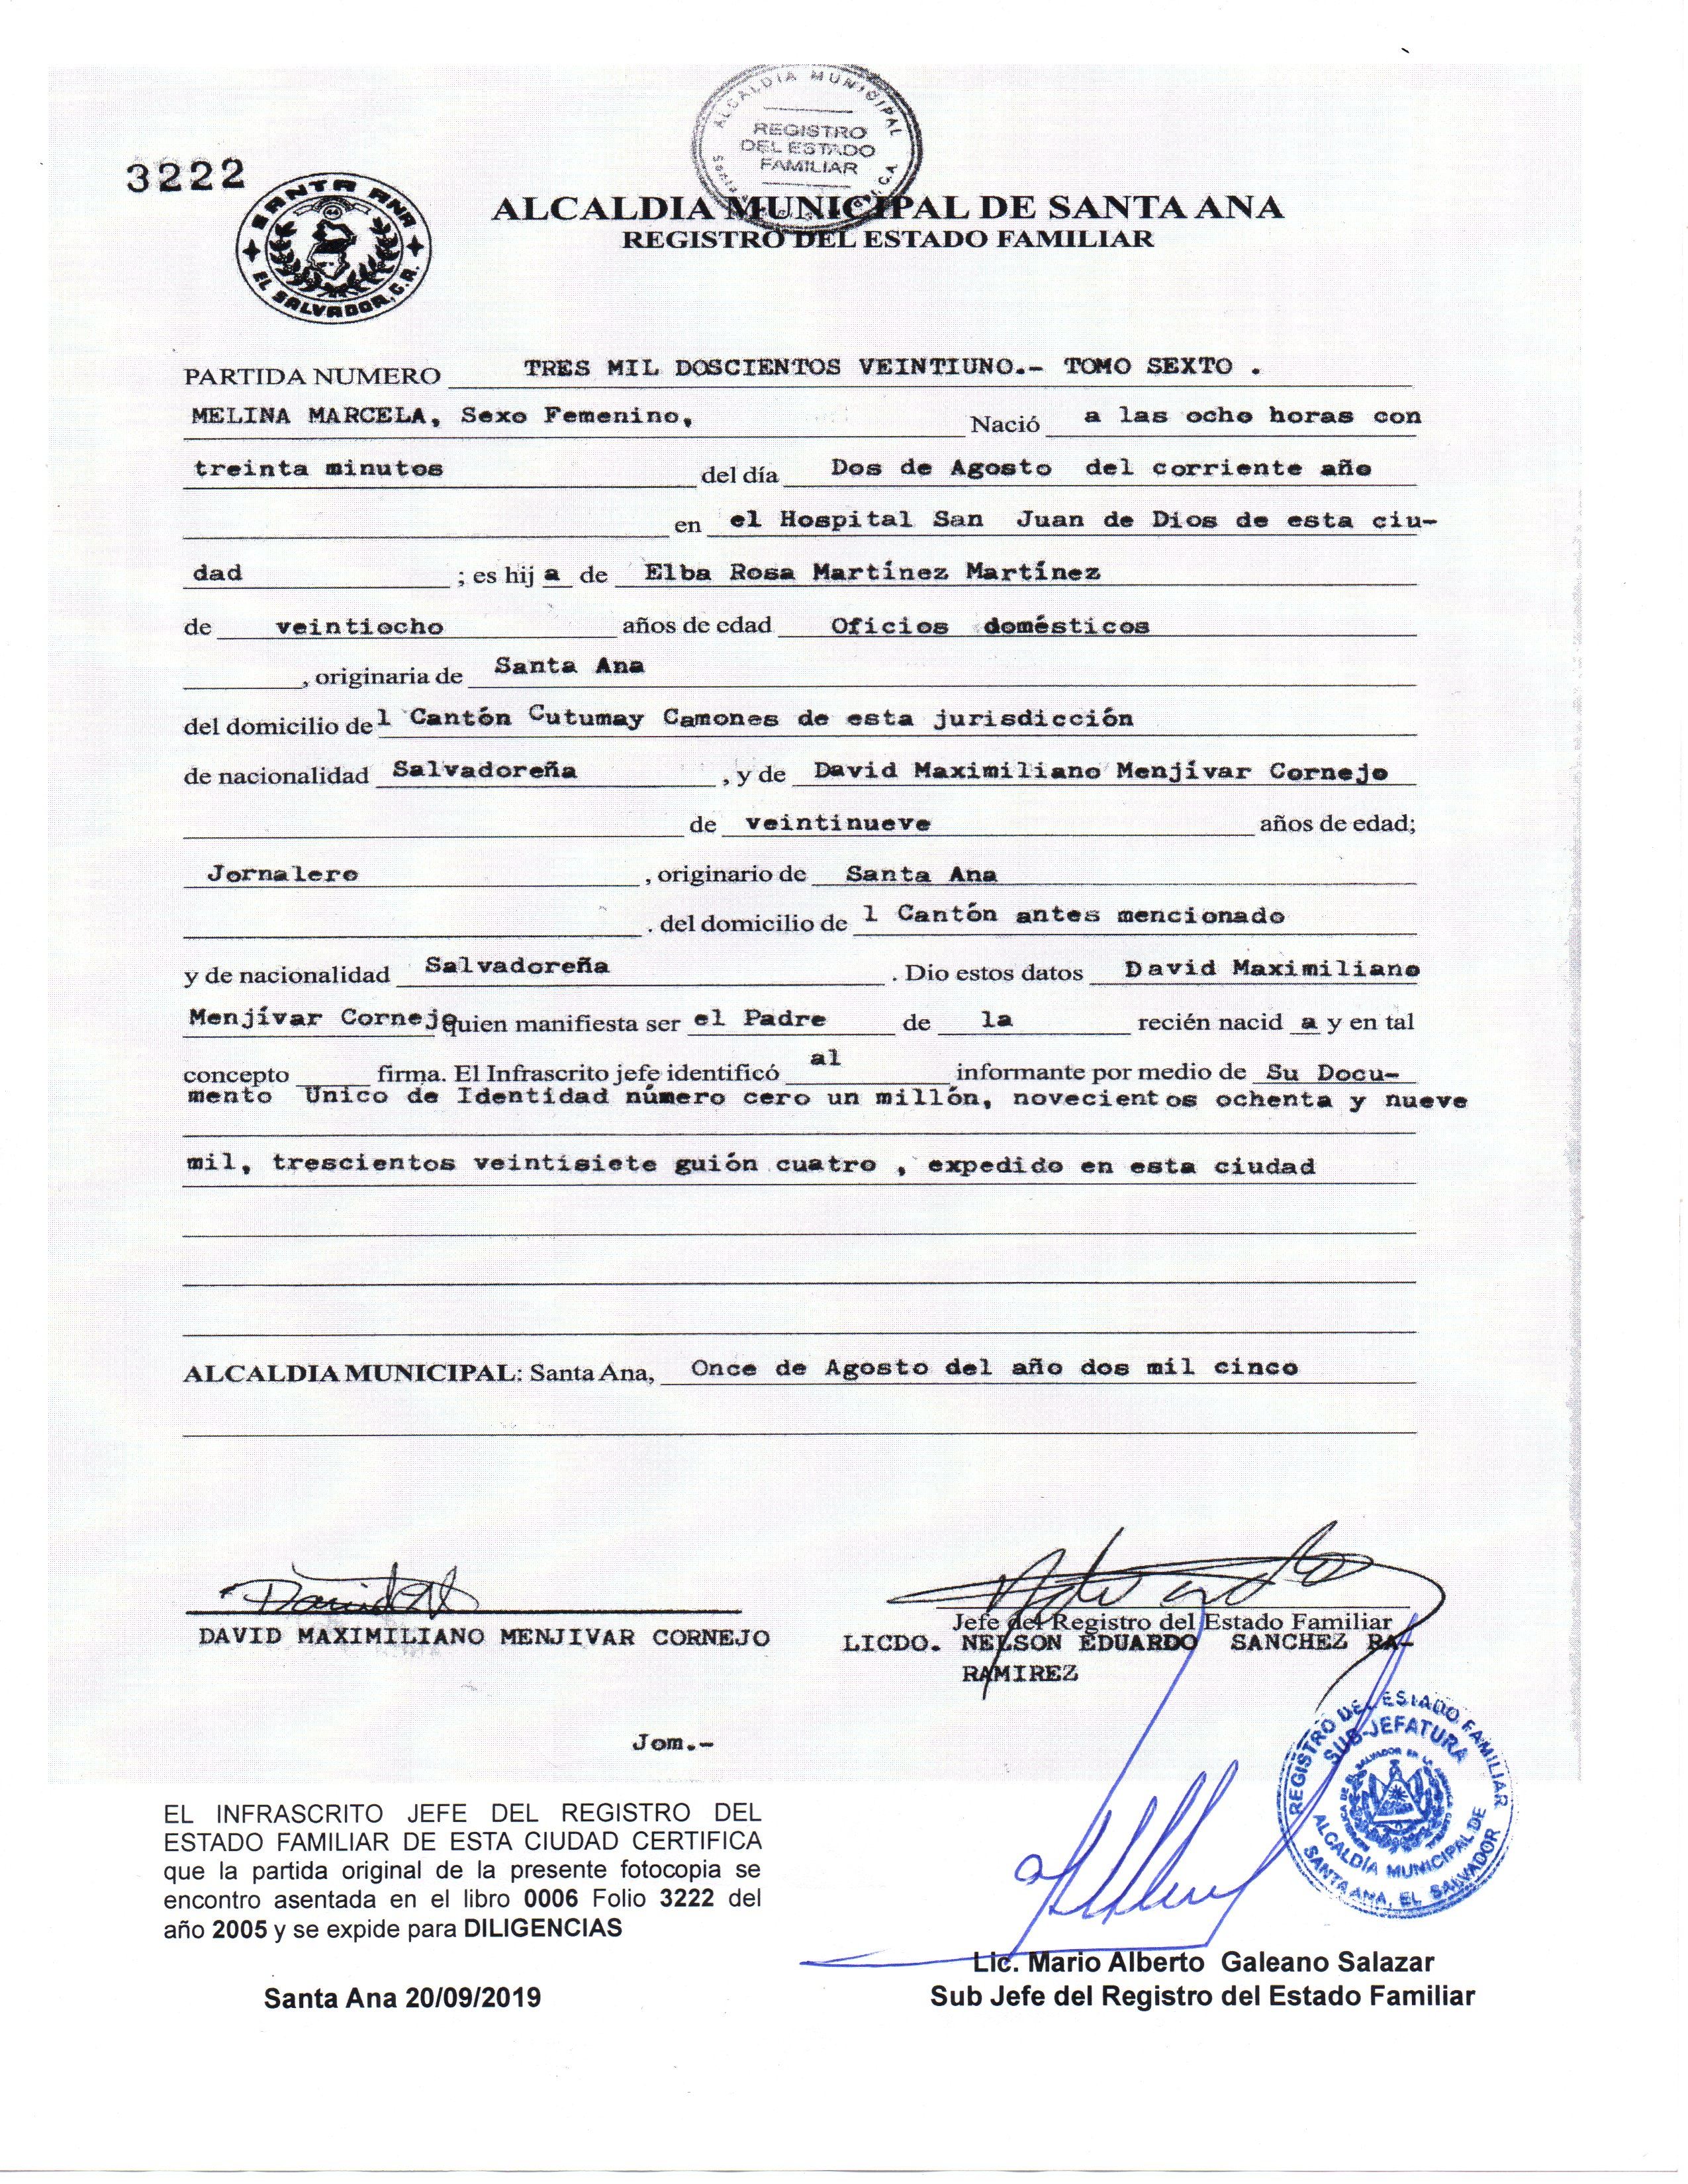 ALCALDIA MUNICIPAL
REGISTRO
DEL ESTADO
FAMILIAR
3222
SANTA ANA
EL SALVADOR, C.A.
ALCALDIA MUNICIPAL DE SANTA ANA
REGISTRO DEL ESTADO FAMILIAR
PARTIDA NUMERO TRES MIL DOSCIENTOS VEINTIUNO.- TOMO SEXTO .
MELINA MARCELA, Sexo Femenino, Nació a las ocho horas con
treinta minutos del día Dos de Agosto del corriente año
en el Hospital San Juan de Dios de esta ciu-
dad ; es hij a de Elba Rosa Martínez Martínez
de veintiocho años de edad Oficios domésticos
, originaria de Santa Ana
del domicilio de l Cantón Cutumay Camones de esta jurisdicción
de nacionalidad Salvadoreña , y de David Maximiliano Menjívar Cornejo
de veintinueve años de edad;
Jornalero , originario de Santa Ana
. del domicilio de l Cantón antes mencionado
y de nacionalidad Salvadoreña . Dio estos datos David Maximiliano
Menjívar Cornejo quien manifiesta ser el Padre de la recién nacid a y en tal
concepto firma. El Infrascrito jefe identificó al informante por medio de Su Docu-
mento Unico de Identidad número cero un millón, novecientos ochenta y nueve
mil, trescientos veintisiete guión cuatro , expedido en esta ciudad
ALCALDIA MUNICIPAL: Santa Ana, Once de Agosto del año dos mil cinco
DAVID MAXIMILIANO MENJIVAR CORNEJO
Jefe del Registro del Estado Familiar
LICDO. NELSON EDUARDO SANCHEZ RA-
RAMIREZ
Jom.-
REGISTRO DEL ESTADO FAMILIAR
SUB-JEFATURA
ALCALDÍA MUNICIPAL DE
SANTA ANA, EL SALVADOR
EL INFRASCRITO JEFE DEL REGISTRO DEL
ESTADO FAMILIAR DE ESTA CIUDAD CERTIFICA
que la partida original de la presente fotocopia se
encontro asentada en el libro 0006 Folio 3222 del
año 2005 y se expide para DILIGENCIAS
Santa Ana 20/09/2019
Lic. Mario Alberto Galeano Salazar
Sub Jefe del Registro del Estado Familiar